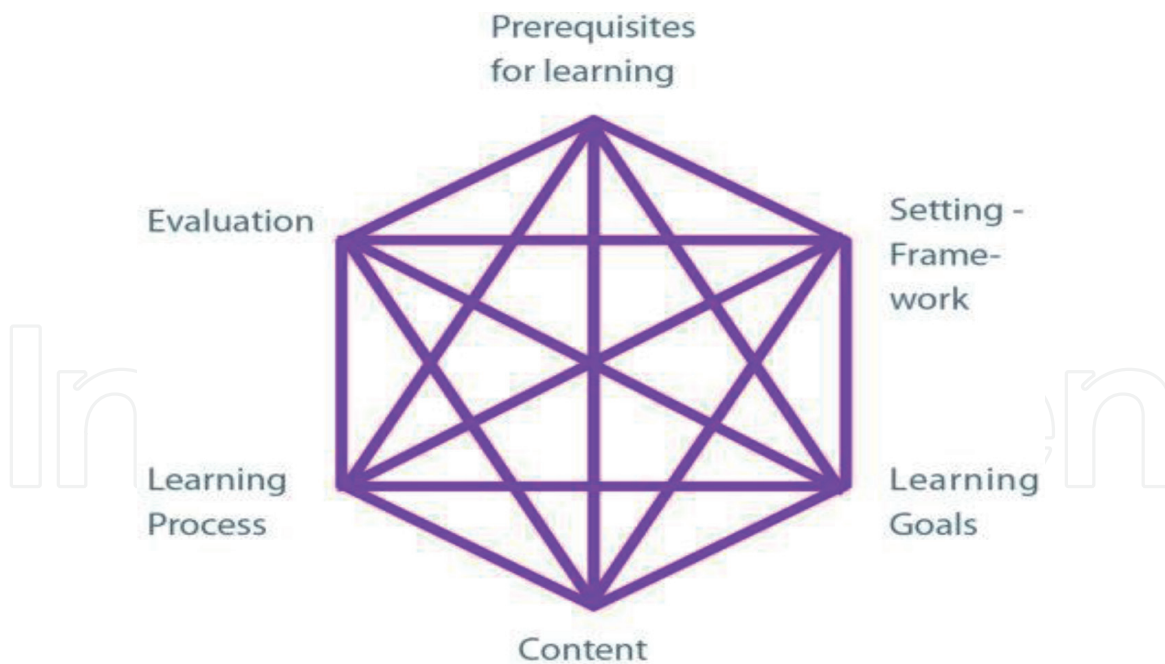 Prerequisites
for learning
Evaluation
Setting -
Frame-
work
Learning
Process
Learning
Goals
Content